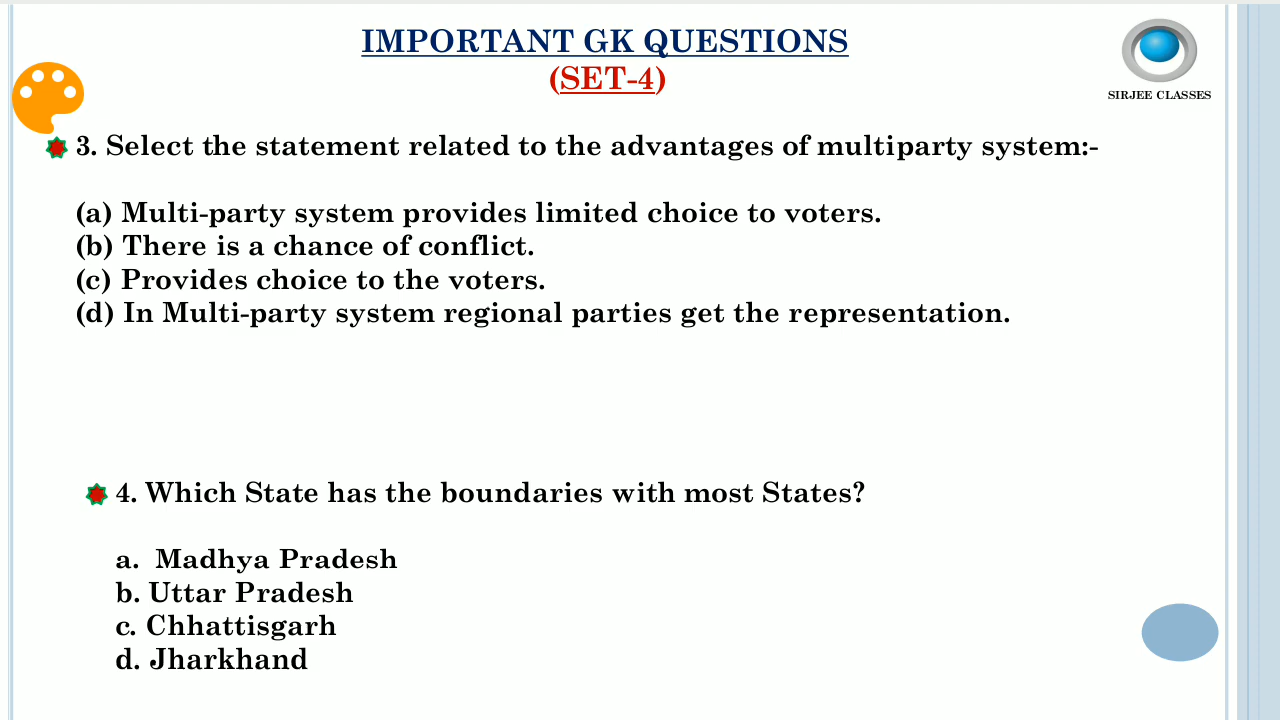 IMPORTANT GK QUESTIONS
(SET-4)
SIRJEE CLASSES
3. Select the statement related to the advantages of multiparty system:-
(a) Multi-party system provides limited choice to voters.
(b) There is a chance of conflict.
(c) Provides choice to the voters.
(d) In Multi-party system regional parties get the representation.
4. Which State has the boundaries with most States?
a. Madhya Pradesh
b. Uttar Pradesh
c. Chhattisgarh
d. Jharkhand